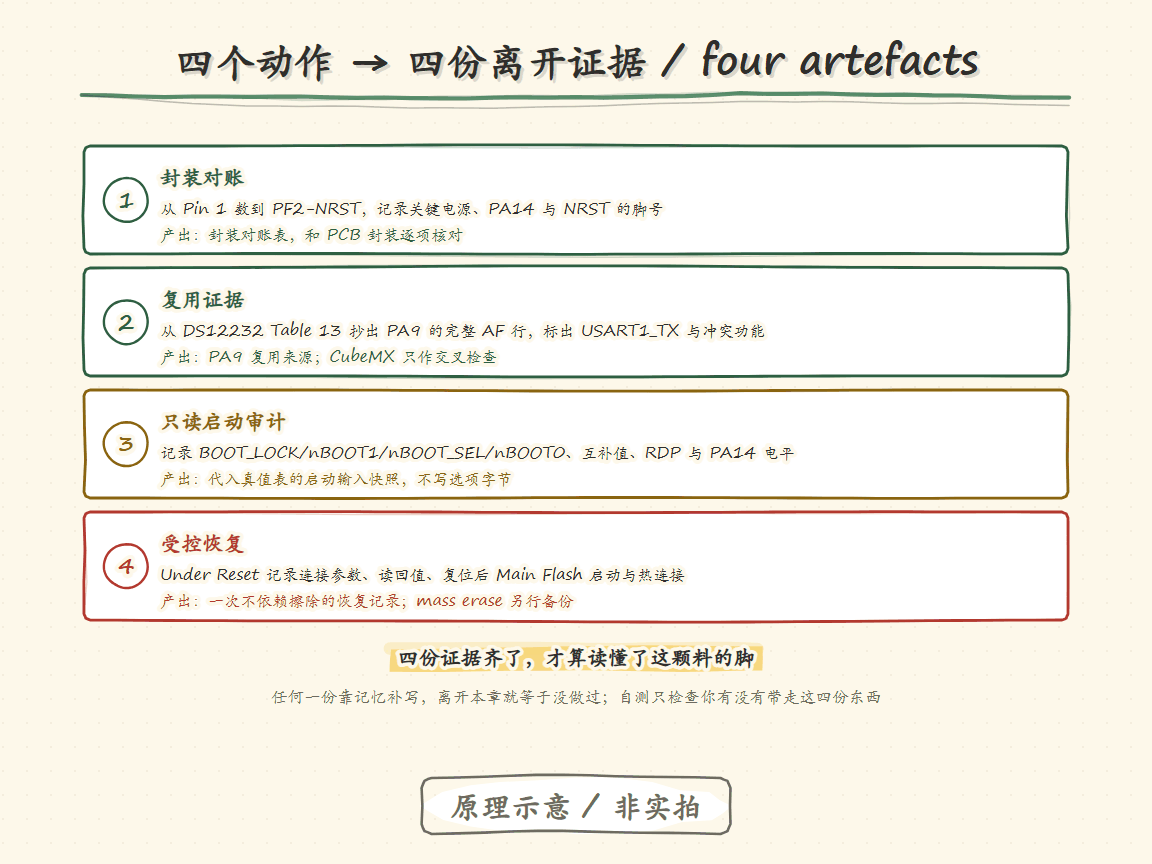 四个动作 → 四份离开证据 / four artefacts
1
封装对账
从 Pin 1 数到 PF2-NRST，记录关键电源、PA14 与 NRST 的脚号
产出：封装对账表，和 PCB 封装逐项核对
2
复用证据
从 DS12232 Table 13 抄出 PA9 的完整 AF 行，标出 USART1_TX 与冲突功能
产出：PA9 复用来源；CubeMX 只作交叉检查
3
只读启动审计
记录 BOOT_LOCK/nBOOT1/nBOOT_SEL/nBOOT0、互补值、RDP 与 PA14 电平
产出：代入真值表的启动输入快照，不写选项字节
4
受控恢复
Under Reset 记录连接参数、读回值、复位后 Main Flash 启动与热连接
产出：一次不依赖擦除的恢复记录；mass erase 另行备份
四份证据齐了，才算读懂了这颗料的脚
任何一份靠记忆补写，离开本章就等于没做过；自测只检查你有没有带走这四份东西
原理示意 / 非实拍